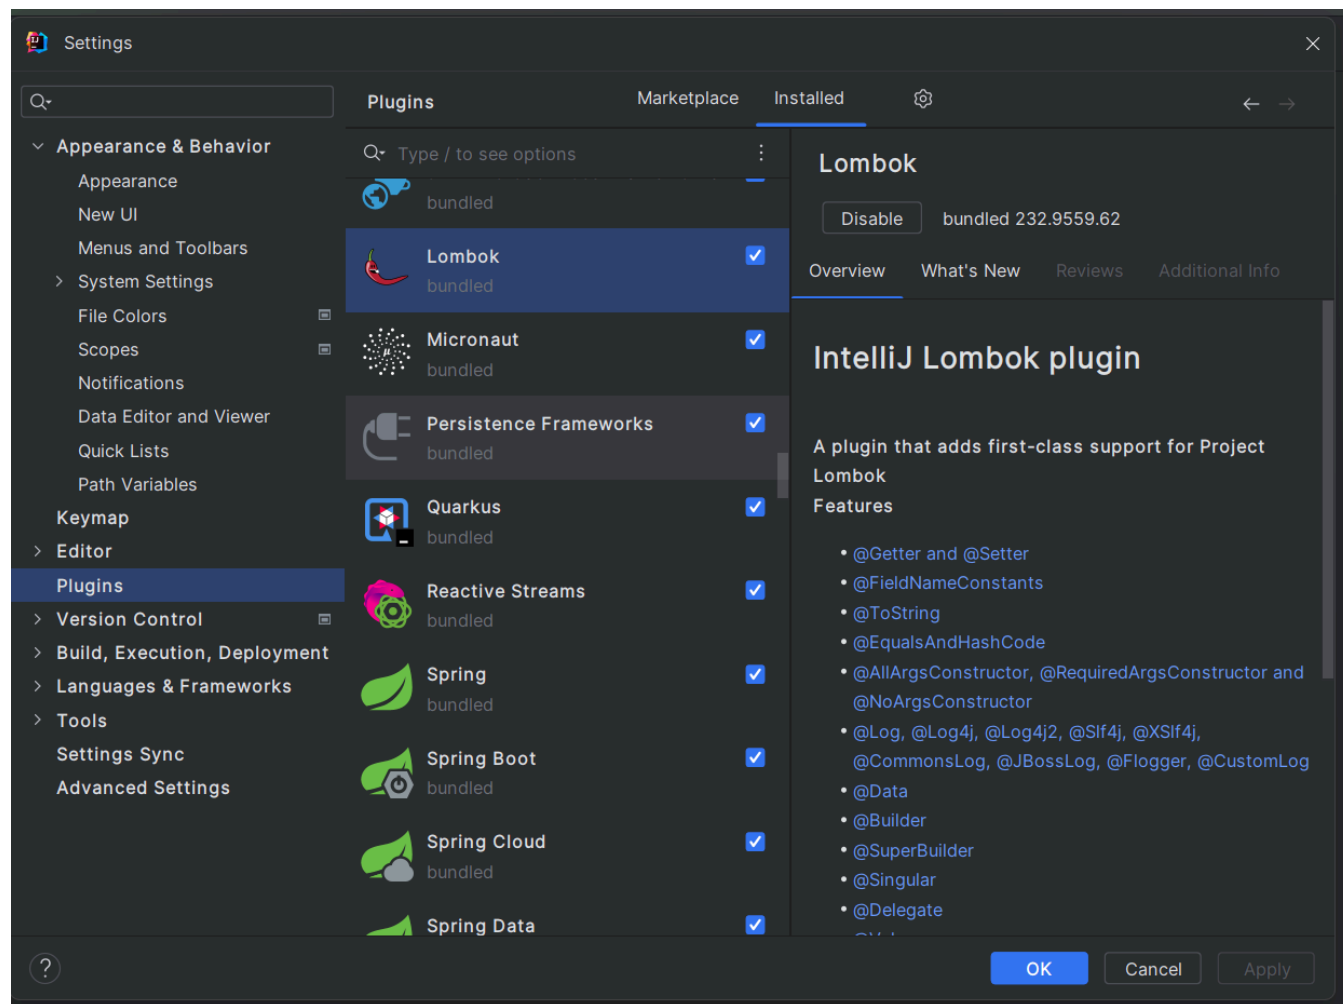 Settings
Appearance & Behavior
Appearance
New UI
Menus and Toolbars
System Settings
File Colors
Scopes
Notifications
Data Editor and Viewer
Quick Lists
Path Variables
Keymap
Editor
Plugins
Version Control
Build, Execution, Deployment
Languages & Frameworks
Tools
Settings Sync
Advanced Settings
Plugins
Marketplace
Installed
Type / to see options
bundled
Lombok
bundled
Micronaut
bundled
Persistence Frameworks
bundled
Quarkus
bundled
Reactive Streams
bundled
Spring
bundled
Spring Boot
bundled
Spring Cloud
bundled
Spring Data
Lombok
Disable
bundled 232.9559.62
Overview
What's New
Reviews
Additional Info
IntelliJ Lombok plugin
A plugin that adds first-class support for Project
Lombok
Features
• @Getter and @Setter
• @FieldNameConstants
• @ToString
• @EqualsAndHashCode
• @AllArgsConstructor, @RequiredArgsConstructor and
@NoArgsConstructor
• @Log, @Log4j, @Log4j2, @Slf4j, @XSlf4j,
@CommonsLog, @JBossLog, @Flogger, @CustomLog
• @Data
• @Builder
• @SuperBuilder
• @Singular
• @Delegate
?
OK
Cancel
Apply